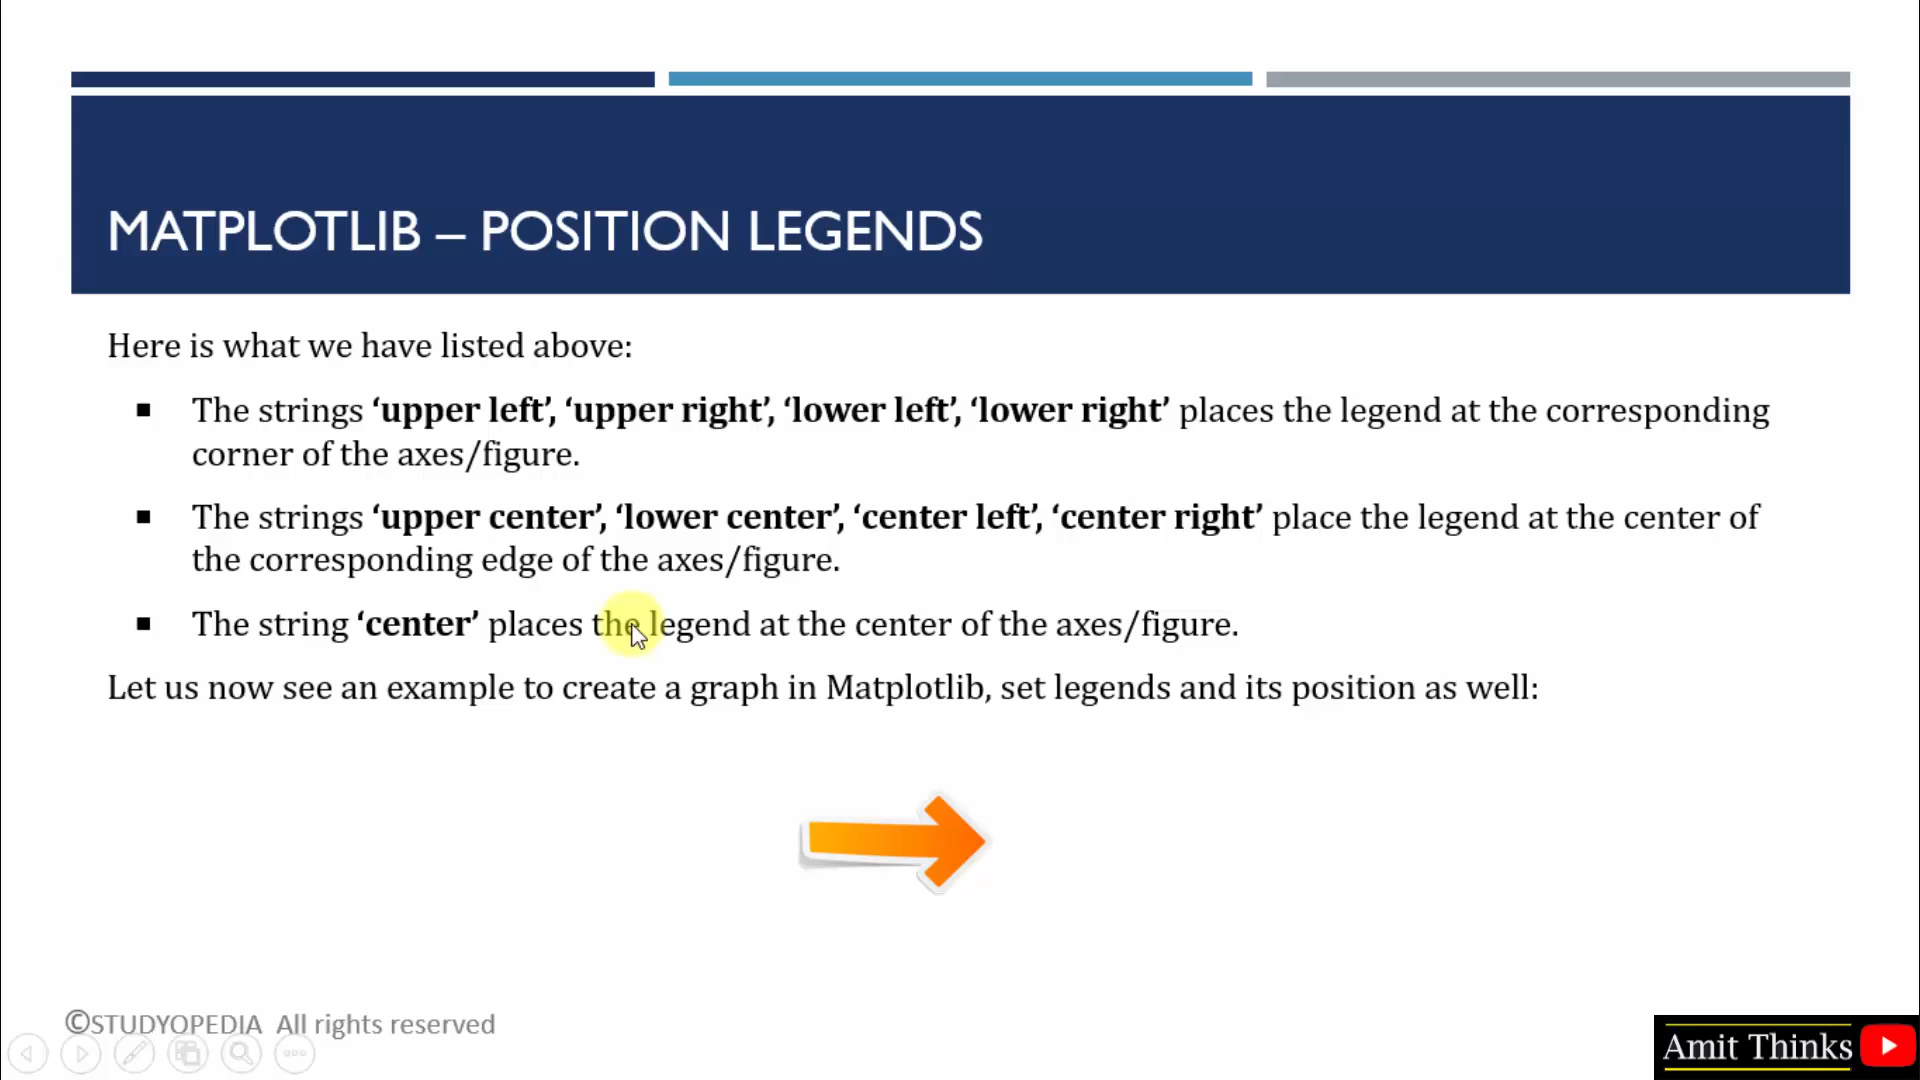 MATPLOTLIB – POSITION LEGENDS
Here is what we have listed above:
▪ The strings ‘upper left’, ‘upper right’, ‘lower left’, ‘lower right’ places the legend at the corresponding
corner of the axes/figure.
▪ The strings ‘upper center’, ‘lower center’, ‘center left’, ‘center right’ place the legend at the center of
the corresponding edge of the axes/figure.
▪ The string ‘center’ places the legend at the center of the axes/figure.
Let us now see an example to create a graph in Matplotlib, set legends and its position as well:
©STUDYOPEDIA All rights reserved
Amit Thinks